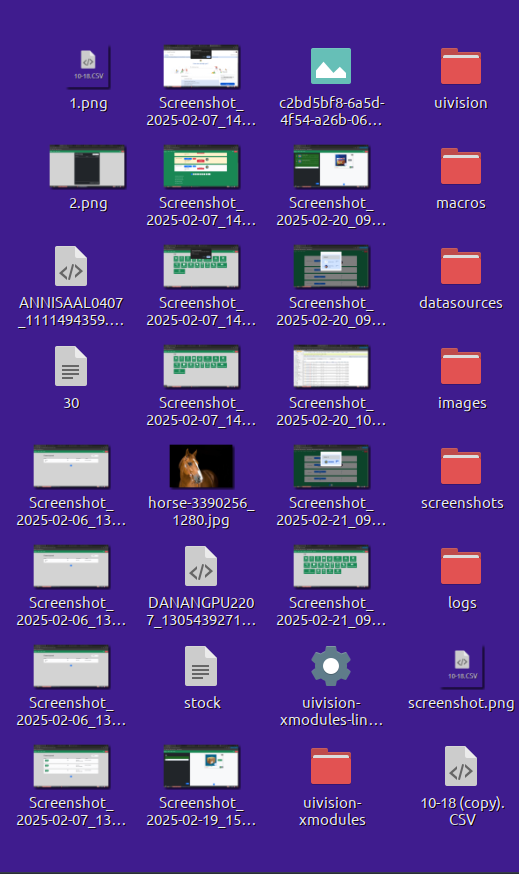 10-18.CSV
1.png
Screenshot_
2025-02-07_14...
c2bd5bf8-6a5d-
4f54-a26b-06...
uivision
2.png
Screenshot_
2025-02-07_14...
Screenshot_
2025-02-20_09...
macros
ANNISAAL0407
_1111494359....
Screenshot_
2025-02-07_14...
Screenshot_
2025-02-20_09...
datasources
30
Screenshot_
2025-02-07_14...
Screenshot_
2025-02-20_10...
images
Screenshot_
2025-02-06_13...
horse-3390256_
1280.jpg
Screenshot_
2025-02-21_09...
screenshots
Screenshot_
2025-02-06_13...
DANANGPU220
7_1305439271...
Screenshot_
2025-02-21_09...
logs
Screenshot_
2025-02-06_13...
stock
uivision-
xmodules-lin...
10-18.CSV
screenshot.png
Screenshot_
2025-02-07_13...
Screenshot_
2025-02-19_15...
uivision-
xmodules
10-18 (copy).
CSV